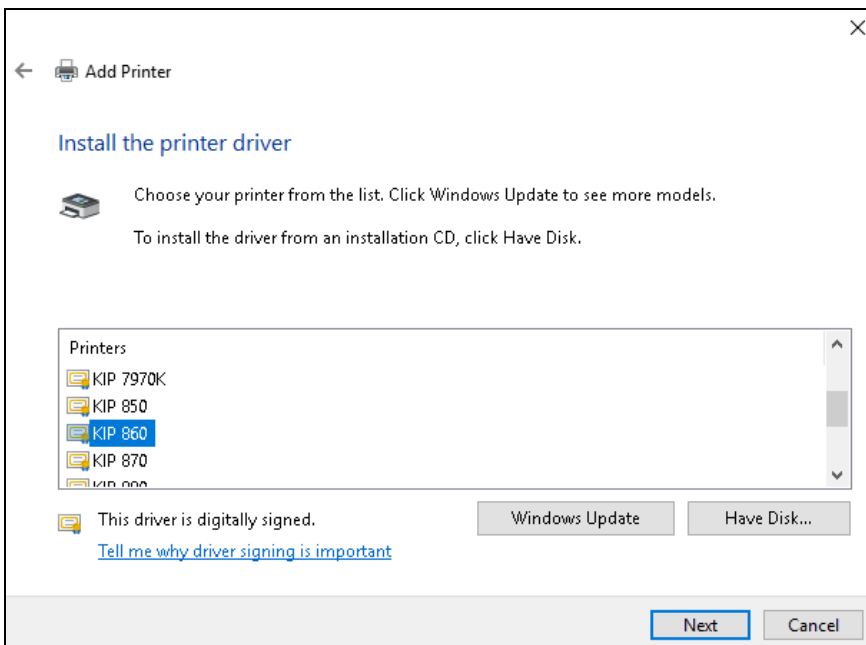 Add Printer
Install the printer driver
Choose your printer from the list. Click Windows Update to see more models.
To install the driver from an installation CD, click Have Disk.
Printers
KIP 7970K
KIP 850
KIP 860
KIP 870
KIP
This driver is digitally signed.
Windows Update
Have Disk...
Tell me why driver signing is important
Next
Cancel